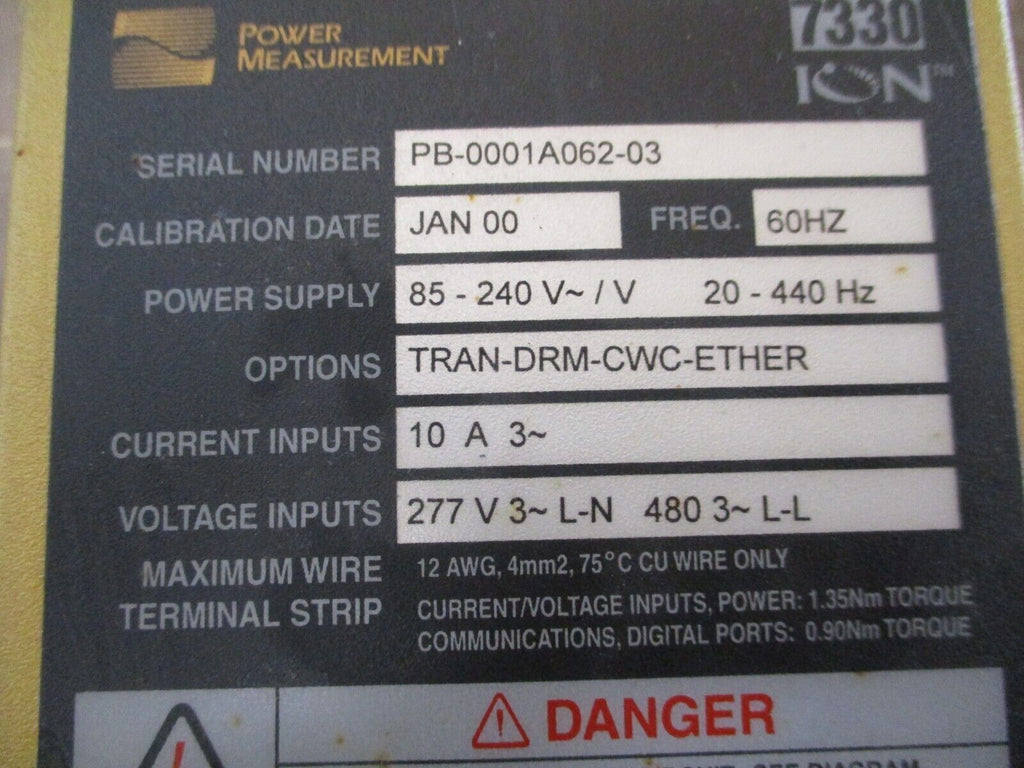 POWER
MEASUREMENT
7330
ION™
SERIAL NUMBER PB-0001A062-03
CALIBRATION DATE JAN 00 FREQ. 60HZ
POWER SUPPLY 85 - 240 V~ / V 20 - 440 Hz
OPTIONS TRAN-DRM-CWC-ETHER
CURRENT INPUTS 10 A 3~
VOLTAGE INPUTS 277 V 3~ L-N 480 3~ L-L
MAXIMUM WIRE 12 AWG, 4mm2, 75°C CU WIRE ONLY
TERMINAL STRIP CURRENT/VOLTAGE INPUTS, POWER: 1.35Nm TORQUE
COMMUNICATIONS, DIGITAL PORTS: 0.90Nm TORQUE
DANGER
SEE DIAGRAM